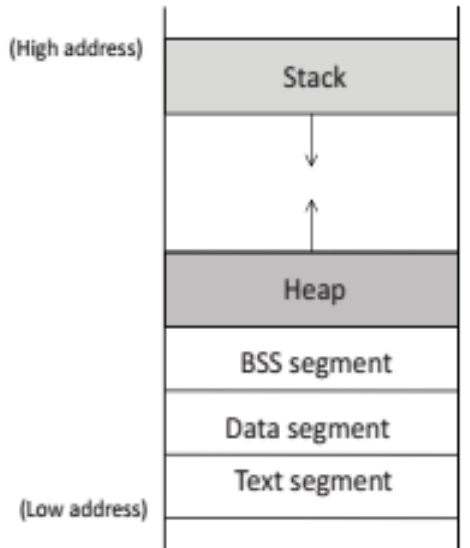 (High address)
Stack
Heap
BSS segment
Data segment
Text segment
(Low address)